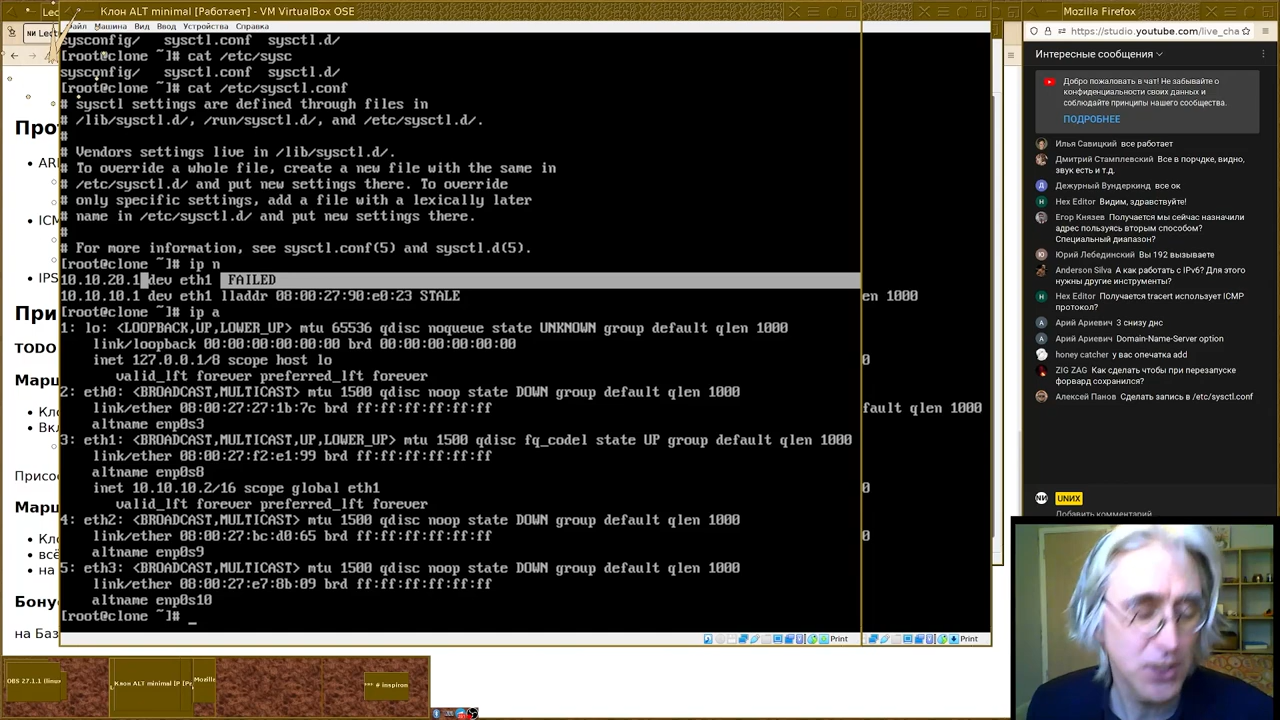 Клон ALT minimal [Работает] - VM VirtualBox OSE
Файл Машина Вид Ввод Устройства Справка
sysconfig/ sysctl.conf sysctl.d/
[root@clone ~]# cat /etc/sysc
sysconfig/ sysctl.conf sysctl.d/
[root@clone ~]# cat /etc/sysctl.conf
# sysctl settings are defined through files in
# /lib/sysctl.d/, /run/sysctl.d/, and /etc/sysctl.d/.
#
# Vendors settings live in /lib/sysctl.d/.
# To override a whole file, create a new file with the same in
# /etc/sysctl.d/ and put new settings there. To override
# only specific settings, add a file with a lexically later
# name in /etc/sysctl.d/ and put new settings there.
#
# For more information, see sysctl.conf(5) and sysctl.d(5).
[root@clone ~]# ip n
10.10.20.1 dev eth1 FAILED
10.10.10.1 dev eth1 lladdr 08:00:27:90:e0:23 STALE
[root@clone ~]# ip a
1: lo: <LOOPBACK,UP,LOWER_UP> mtu 65536 qdisc noqueue state UNKNOWN group default qlen 1000
link/loopback 00:00:00:00:00:00 brd 00:00:00:00:00:00
inet 127.0.0.1/8 scope host lo
valid_lft forever preferred_lft forever
2: eth0: <BROADCAST,MULTICAST> mtu 1500 qdisc noop state DOWN group default qlen 1000
link/ether 08:00:27:27:1b:7c brd ff:ff:ff:ff:ff:ff
altname enp0s3
3: eth1: <BROADCAST,MULTICAST,UP,LOWER_UP> mtu 1500 qdisc fq_codel state UP group default qlen 1000
link/ether 08:00:27:f2:e1:99 brd ff:ff:ff:ff:ff:ff
altname enp0s8
inet 10.10.10.2/16 scope global eth1
valid_lft forever preferred_lft forever
4: eth2: <BROADCAST,MULTICAST> mtu 1500 qdisc noop state DOWN group default qlen 1000
link/ether 08:00:27:bc:d0:65 brd ff:ff:ff:ff:ff:ff
altname enp0s9
5: eth3: <BROADCAST,MULTICAST> mtu 1500 qdisc noop state DOWN group default qlen 1000
link/ether 08:00:27:e7:8b:09 brd ff:ff:ff:ff:ff:ff
altname enp0s10
[root@clone ~]# _
en 1000
0
fault qlen 1000
0
0
Print
Print
Lec
Lect
Про
AR
ICM
IPS
При
TODO
Марш
Кло
Вкл
Присое
Марш
Кло
всё
на
Бонус
на Баз
Mozilla Firefox
https://studio.youtube.com/live_cha
Интересные сообщения
Добро пожаловать в чат! Не забывайте о
конфиденциальности своих данных и
соблюдайте принципы нашего сообщества.
ПОДРОБНЕЕ
Илья Савицкий все работает
Дмитрий Стамплевский Все в порядке, видно,
звук есть и т.д.
Дежурный Вундеркинд все ок
Hex Editor Видим, здравствуйте!
Егор Князев Получается мы сейчас назначили
адрес пользуясь вторым способом?
Специальный диапазон?
Юрий Лежнин Вы 192 вызываете
Anderson Silva А как работать с IPv6? Для этого
нужны другие инструменты?
Hex Editor Получается tracert использует ICMP
протокол?
Арий Ариевич 3 снизу днс
Арий Ариевич Domain-Name-Server option
honey catcher у вас опечатка add
ZIG ZAG Как сделать чтобы при перезапуске
форвард сохранился?
Алексей Панов Сделать запись в /etc/sysctl.conf
UNИX
Добавить комментарий
OBS 27.1.1 (linux
Клон ALT minimal [Р
Mozilla
*** # inspiron